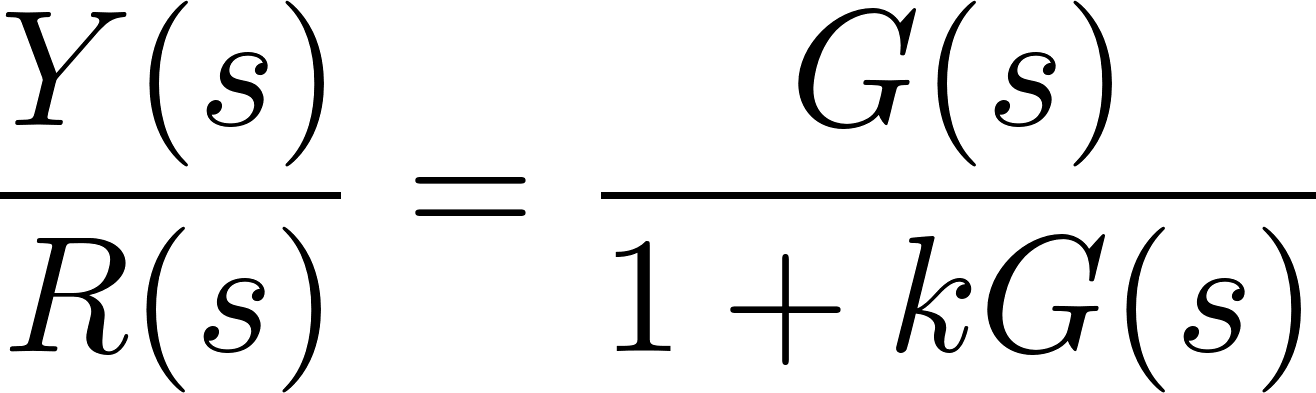 Y(s)/R(s) = G(s)/(1 + kG(s))